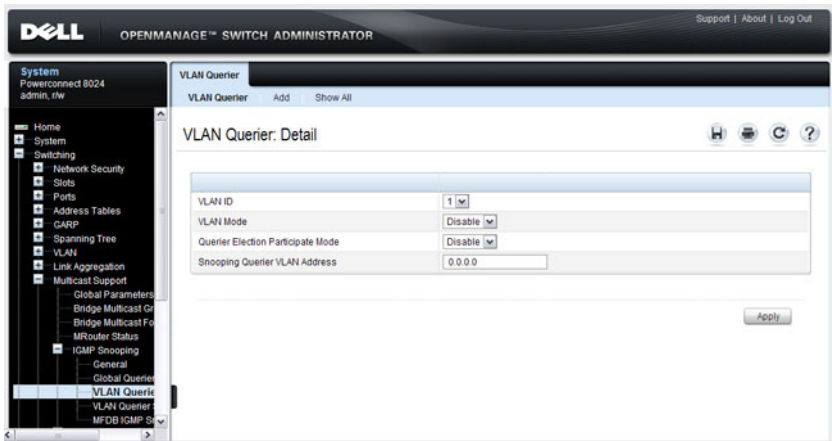 Support | About | Log Out
DELL
OPENMANAGE™ SWITCH ADMINISTRATOR
System
Powerconnect 8024
admin, r/w
Home
System
Switching
Network Security
Slots
Ports
Address Tables
GARP
Spanning Tree
VLAN
Link Aggregation
Multicast Support
Global Parameters
Bridge Multicast Gr
Bridge Multicast Fo
MRouter Status
IGMP Snooping
General
Global Querier
VLAN Querie
VLAN Querier
MFDB IGMP Sn
VLAN Querier
VLAN Querier Add Show All
VLAN Querier: Detail
VLAN ID 1
VLAN Mode Disable
Querier Election Participate Mode Disable
Snooping Querier VLAN Address 0.0.0.0
Apply